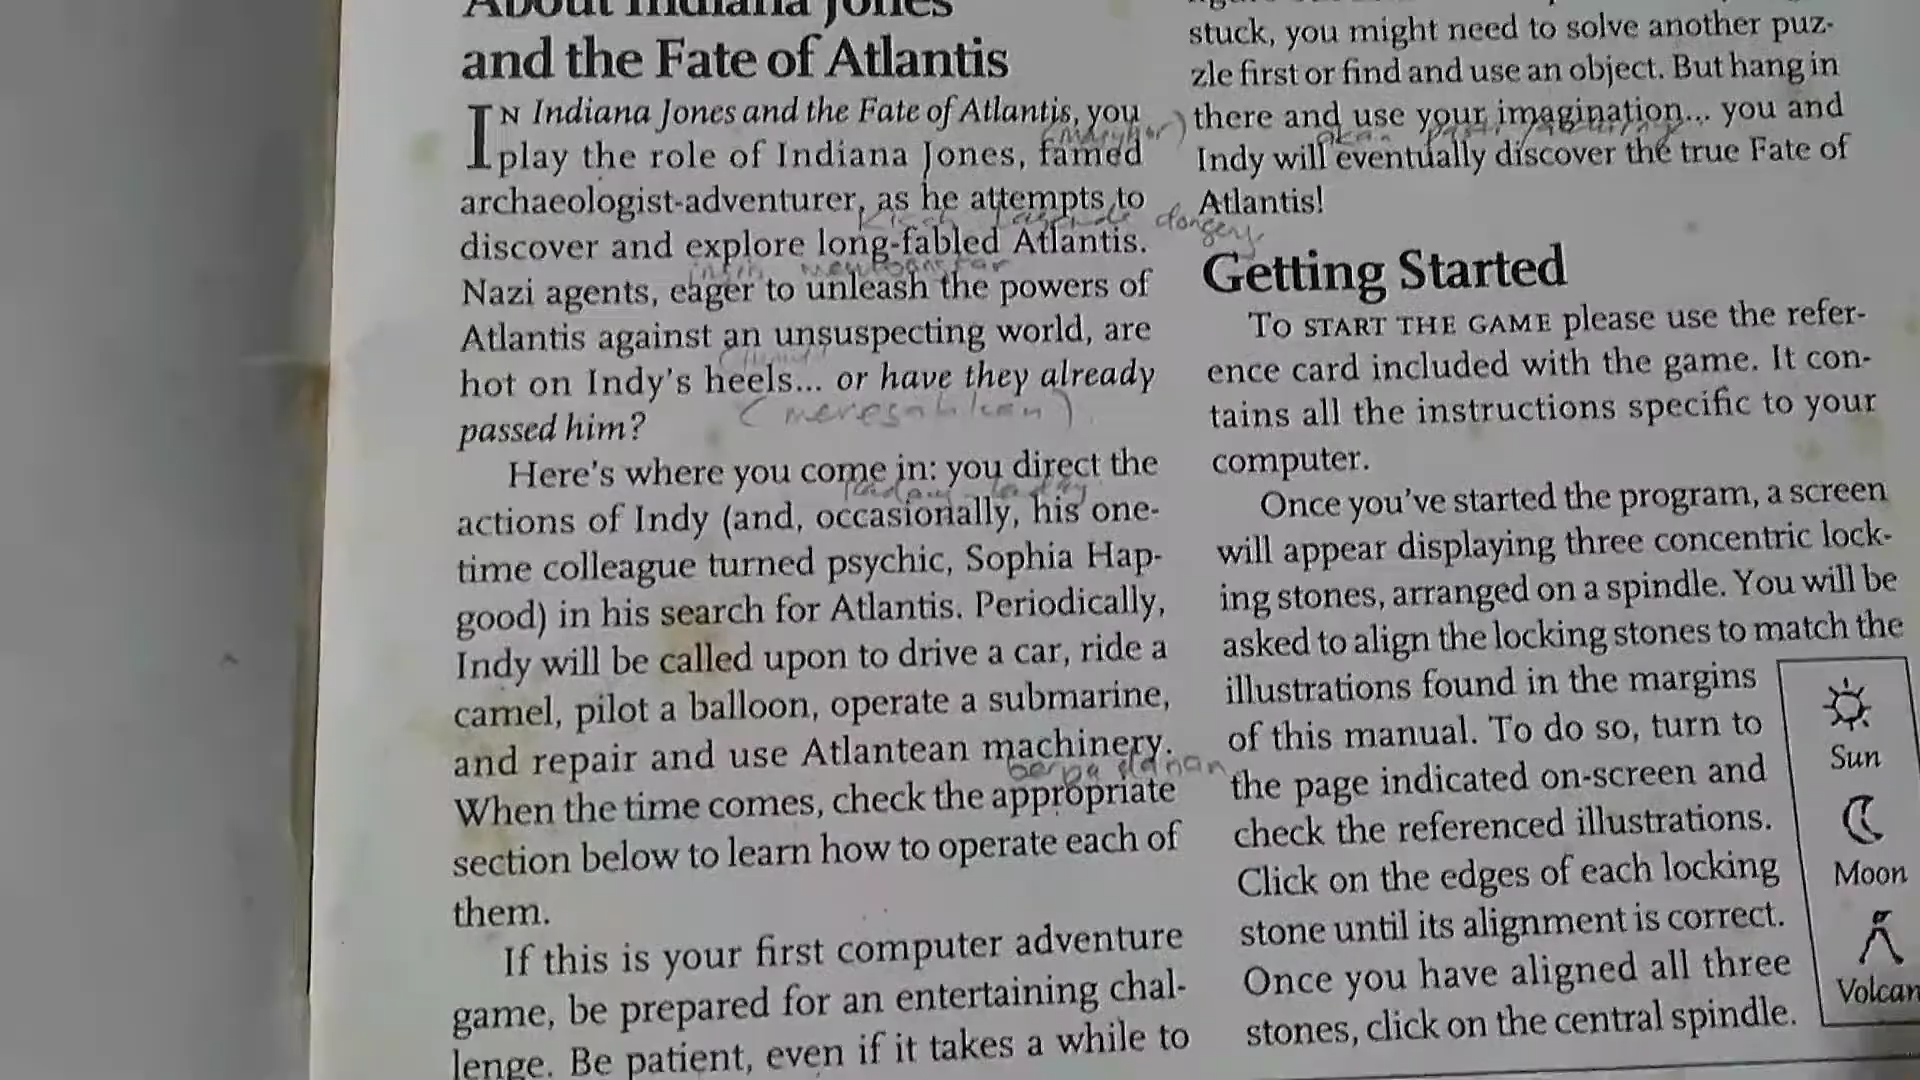 About Indiana Jones
and the Fate of Atlantis
IN Indiana Jones and the Fate of Atlantis, you
play the role of Indiana Jones, famed
archaeologist-adventurer, as he attempts to
discover and explore long-fabled Atlantis.
ingin
Nazi agents, eager to unleash the powers of
Atlantis against an unsuspecting world, are
hot on Indy's heels... or have they already
(meresahkan)
passed him?
Here's where you come in: you direct the
kadang kadang
actions of Indy (and, occasionally, his one-
time colleague turned psychic, Sophia Hap-
good) in his search for Atlantis. Periodically,
Indy will be called upon to drive a car, ride a
camel, pilot a balloon, operate a submarine,
and repair and use Atlantean machinery.
When the time comes, check the appropriate
section below to learn how to operate each of
them.
If this is your first computer adventure
game, be prepared for an entertaining chal-
lenge. Be patient, even if it takes a while to
stuck, you might need to solve another puz-
zle first or find and use an object. But hang in
there and use your imagination... you and
akan
Indy will eventually discover the true Fate of
Atlantis!
dongeng
Getting Started
To START THE GAME please use the refer-
ence card included with the game. It con-
tains all the instructions specific to your
computer.
Once you've started the program, a screen
will appear displaying three concentric lock-
ing stones, arranged on a spindle. You will be
asked to align the locking stones to match the
illustrations found in the margins
of this manual. To do so, turn to
the page indicated on-screen and
check the referenced illustrations.
Click on the edges of each locking
stone until its alignment is correct.
Once you have aligned all three
stones, click on the central spindle.
Sun
Moon
Volcan